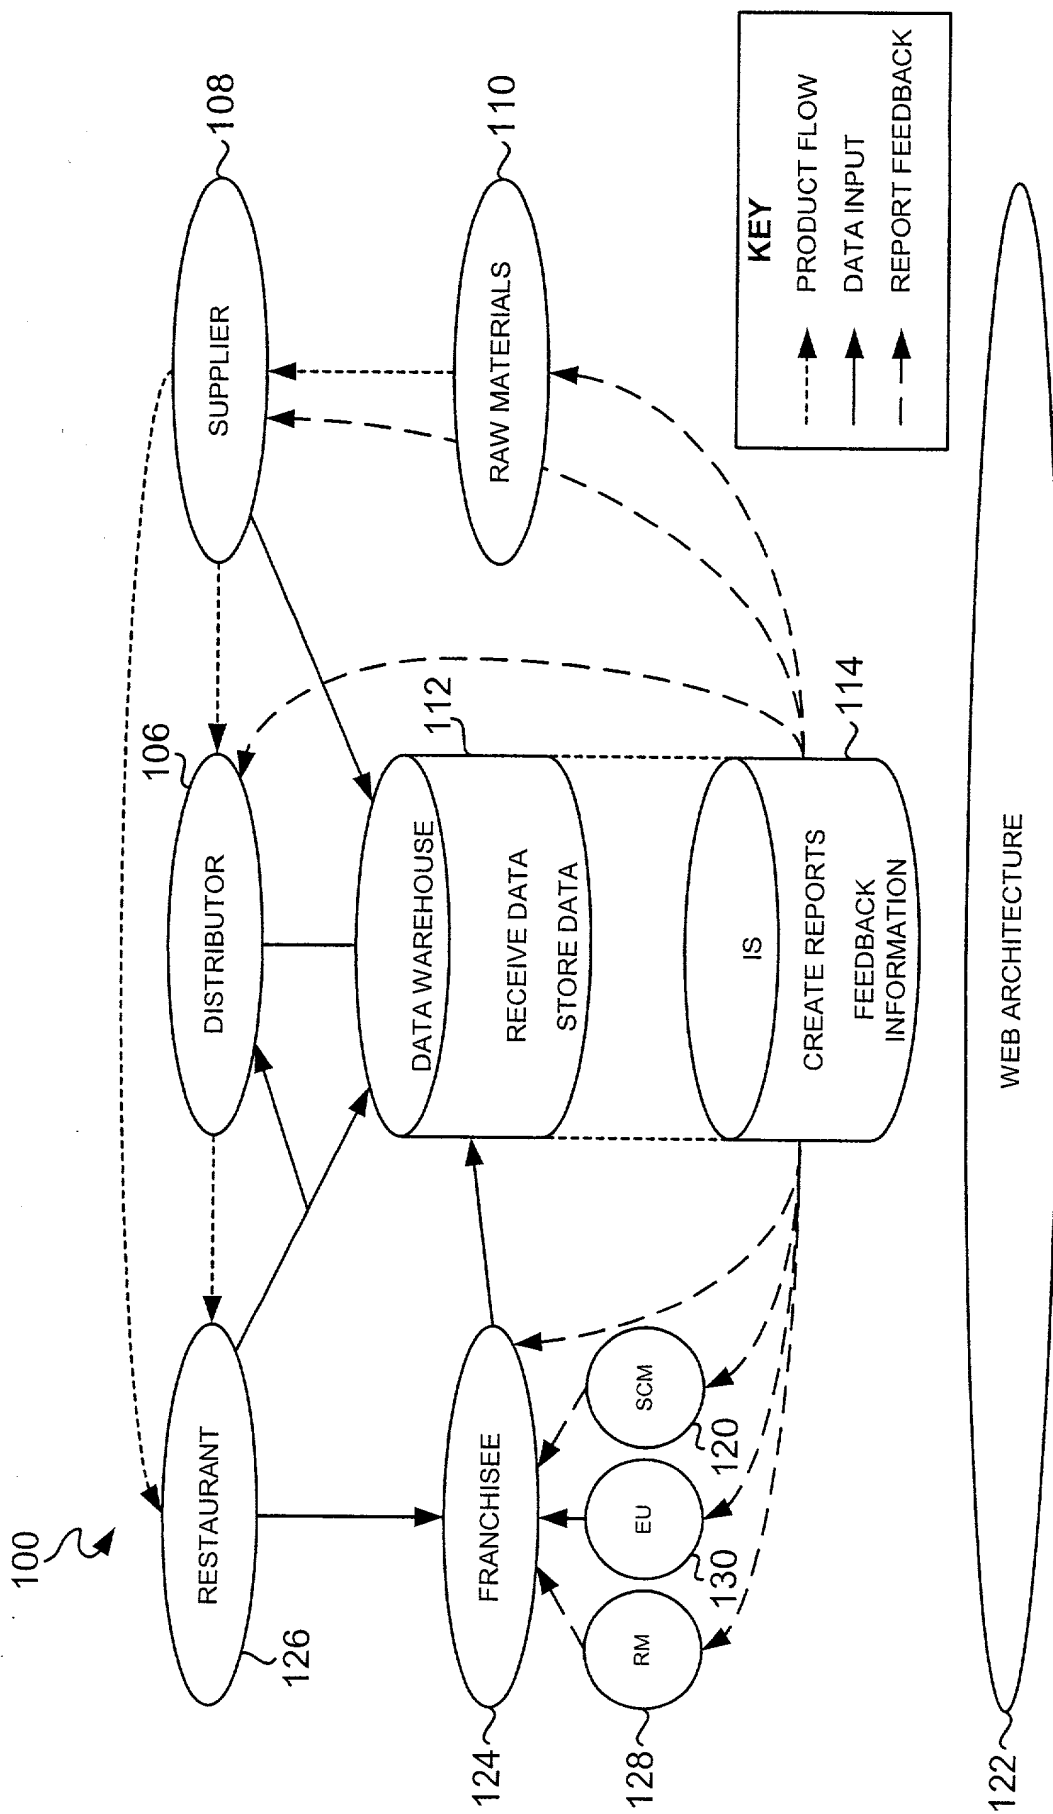 100
RESTAURANT
126
DISTRIBUTOR
106
SUPPLIER
108
FRANCHISEE
124
DATA WAREHOUSE
112
RECEIVE DATA
STORE DATA
RAW MATERIALS
110
RM
128
EU
130
SCM
120
IS
CREATE REPORTS
FEEDBACK
INFORMATION
114
KEY
PRODUCT FLOW
DATA INPUT
REPORT FEEDBACK
WEB ARCHITECTURE
122